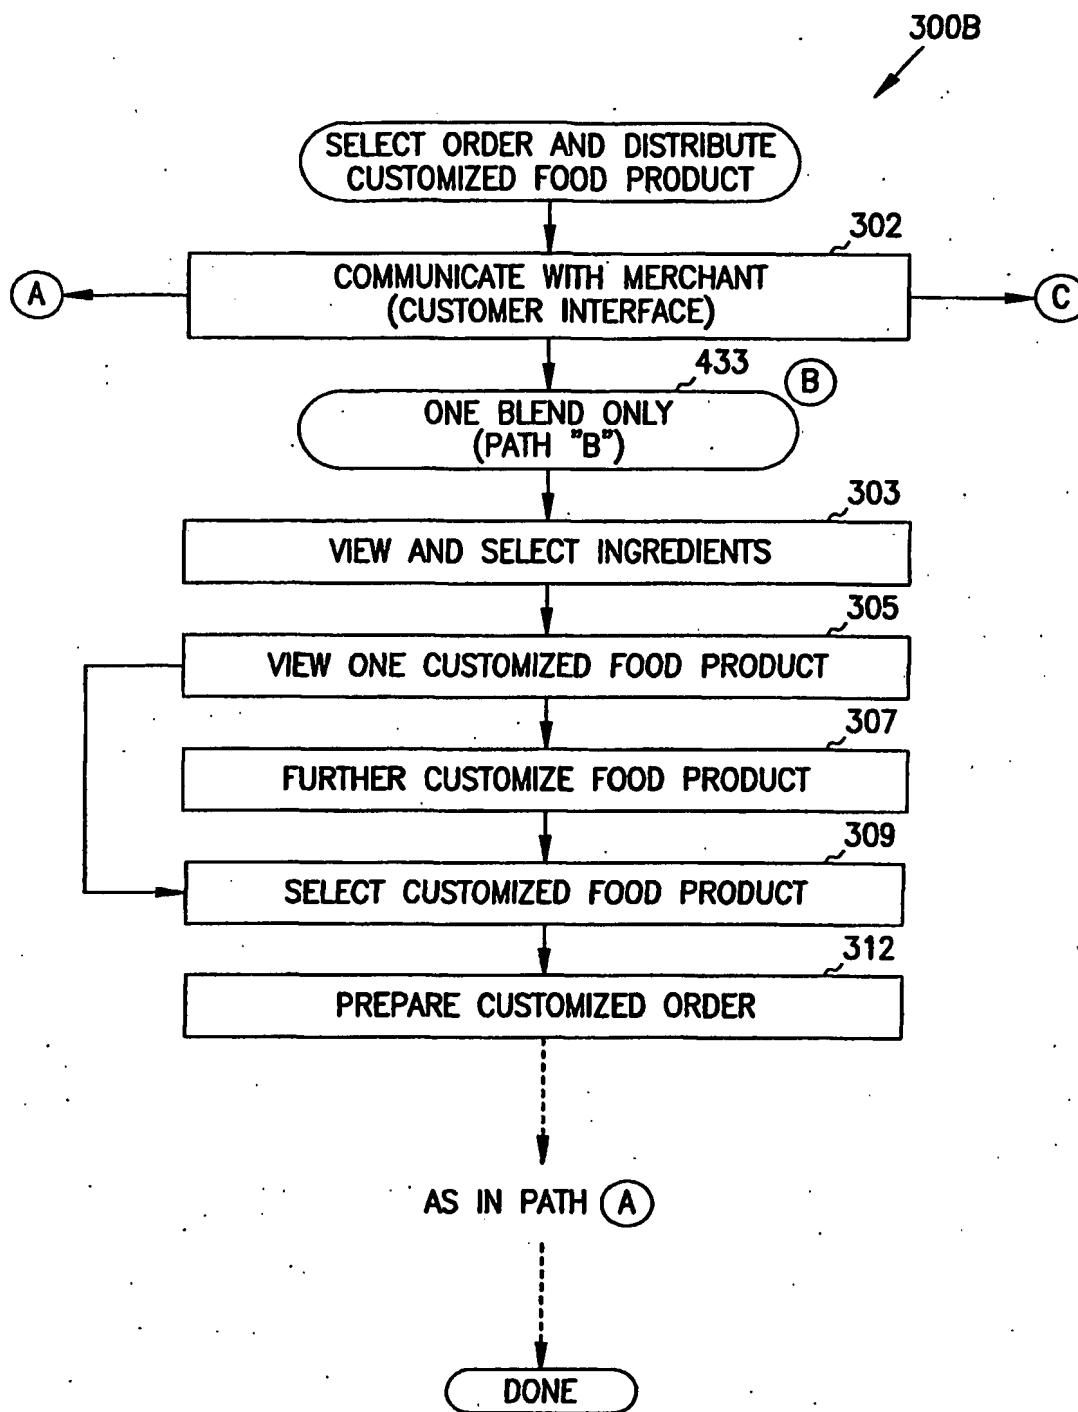 300B
SELECT ORDER AND DISTRIBUTE
CUSTOMIZED FOOD PRODUCT
302
COMMUNICATE WITH MERCHANT
(CUSTOMER INTERFACE)
A
C
433
B
ONE BLEND ONLY
(PATH "B")
303
VIEW AND SELECT INGREDIENTS
305
VIEW ONE CUSTOMIZED FOOD PRODUCT
307
FURTHER CUSTOMIZE FOOD PRODUCT
309
SELECT CUSTOMIZED FOOD PRODUCT
312
PREPARE CUSTOMIZED ORDER
AS IN PATH A
DONE